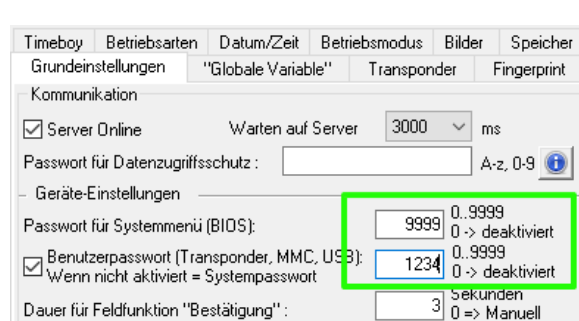 Timeboy Betriebsarten Datum/Zeit Betriebsmodus Bilder Speicher
Grundeinstellungen "Globale Variable" Transponder Fingerprint
Kommunikation
Server Online Warten auf Server 3000 ms
Passwort für Datenzugriffsschutz : A-z, 0-9
Geräte-Einstellungen
Passwort für Systemmenü (BIOS): 9999 0..9999
0 -> deaktiviert
Benutzerpasswort (Transponder, MMC, USB): 1234 0..9999
Wenn nicht aktiviert = Systempasswort 0 -> deaktiviert
Dauer für Feldfunktion "Bestätigung" : 3 Sekunden
0 => Manuell